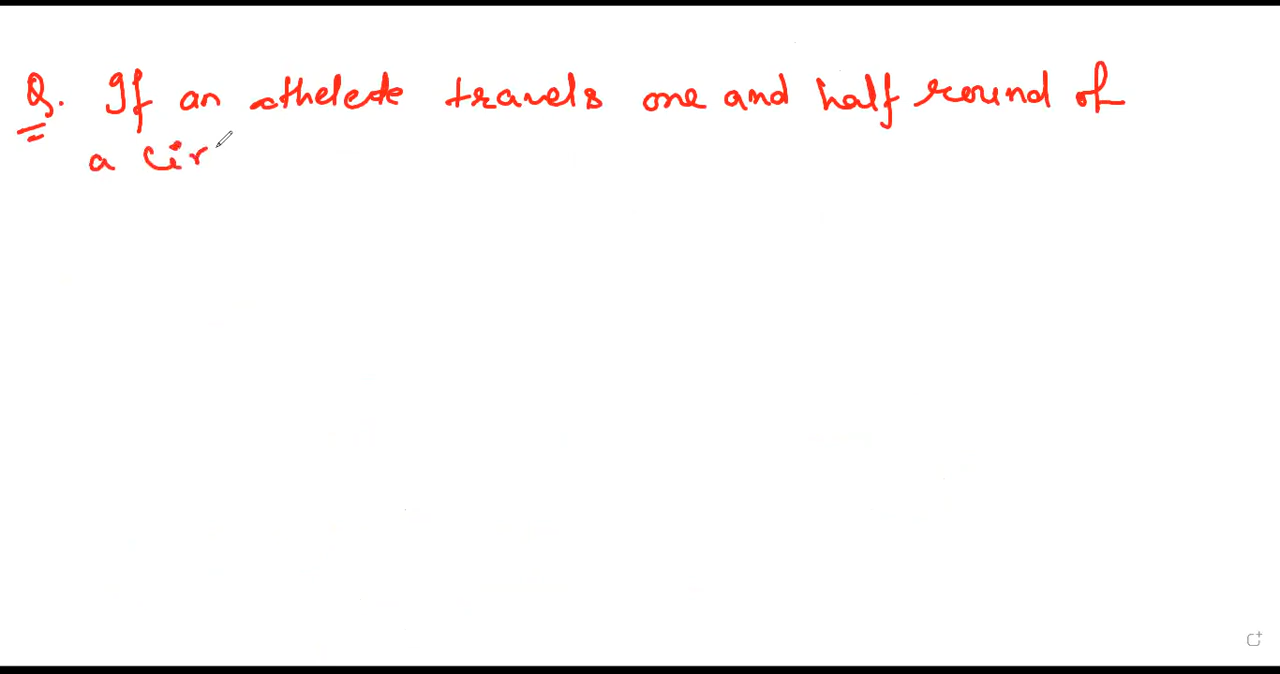 Q. If an athelete travels one and half round of
a cir